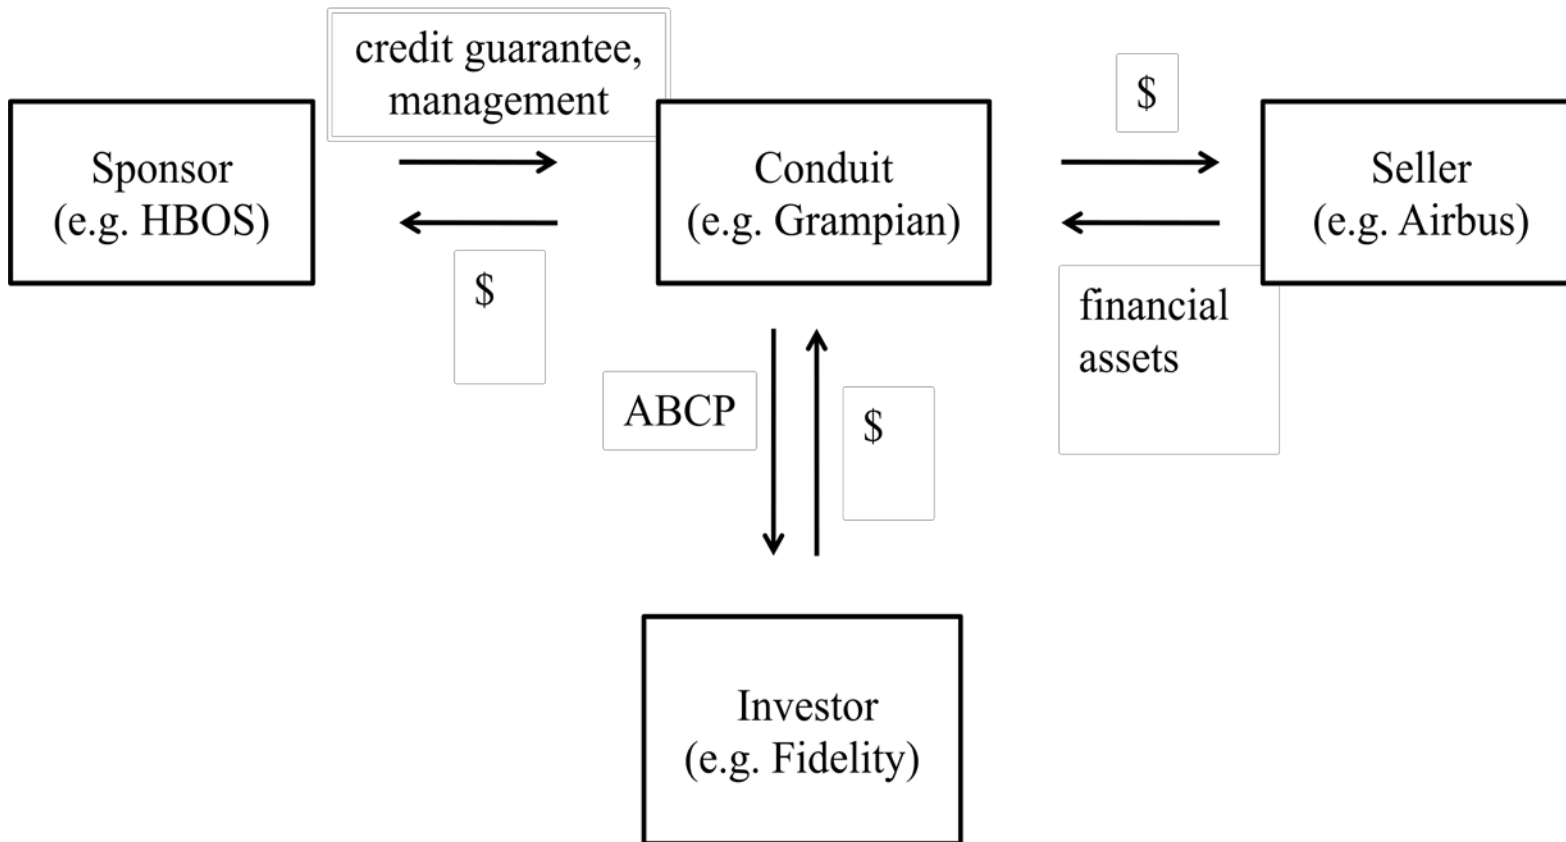 credit guarantee,
management
$
Sponsor
(e.g. HBOS)
Conduit
(e.g. Grampian)
Seller
(e.g. Airbus)
$
financial
assets
ABCP
$
Investor
(e.g. Fidelity)